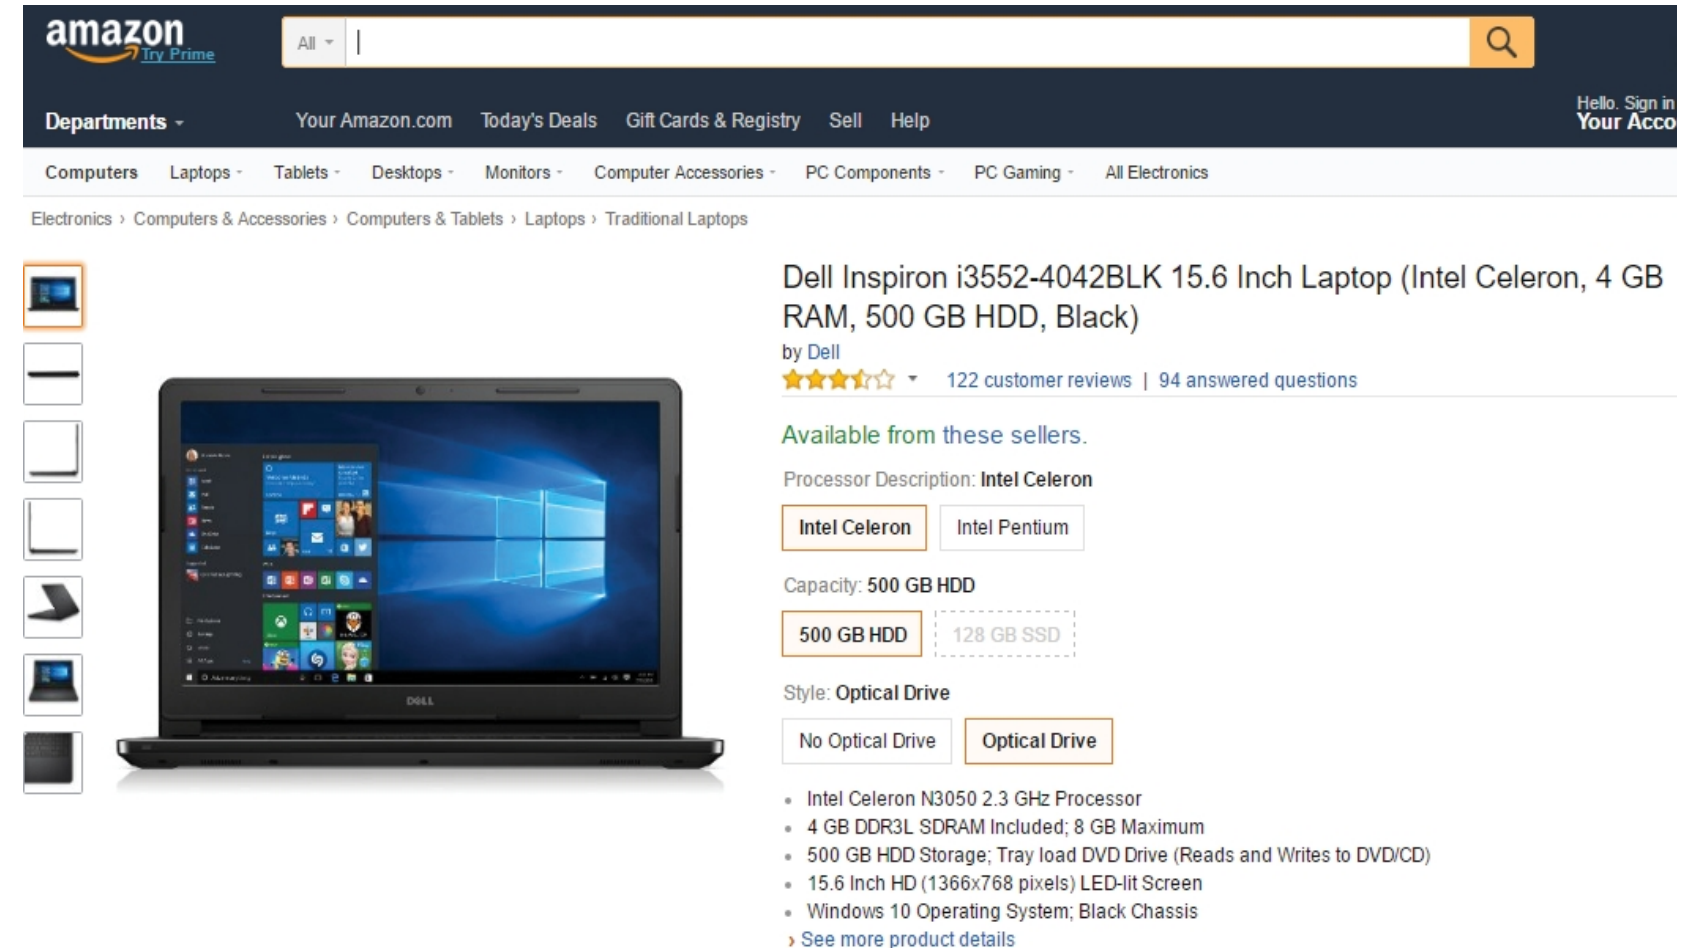 amazon
Try Prime
All
Departments
Your Amazon.com Today's Deals Gift Cards & Registry Sell Help
Hello. Sign in
Your Acco
Computers Laptops Tablets Desktops Monitors Computer Accessories PC Components PC Gaming All Electronics
Electronics › Computers & Accessories › Computers & Tablets › Laptops › Traditional Laptops
Dell Inspiron i3552-4042BLK 15.6 Inch Laptop (Intel Celeron, 4 GB
RAM, 500 GB HDD, Black)
by Dell
122 customer reviews | 94 answered questions
Available from these sellers.
Processor Description: Intel Celeron
Intel Celeron Intel Pentium
Capacity: 500 GB HDD
500 GB HDD 128 GB SSD
Style: Optical Drive
No Optical Drive Optical Drive
• Intel Celeron N3050 2.3 GHz Processor
• 4 GB DDR3L SDRAM Included; 8 GB Maximum
• 500 GB HDD Storage; Tray load DVD Drive (Reads and Writes to DVD/CD)
• 15.6 Inch HD (1366x768 pixels) LED-lit Screen
• Windows 10 Operating System; Black Chassis
› See more product details
DELL